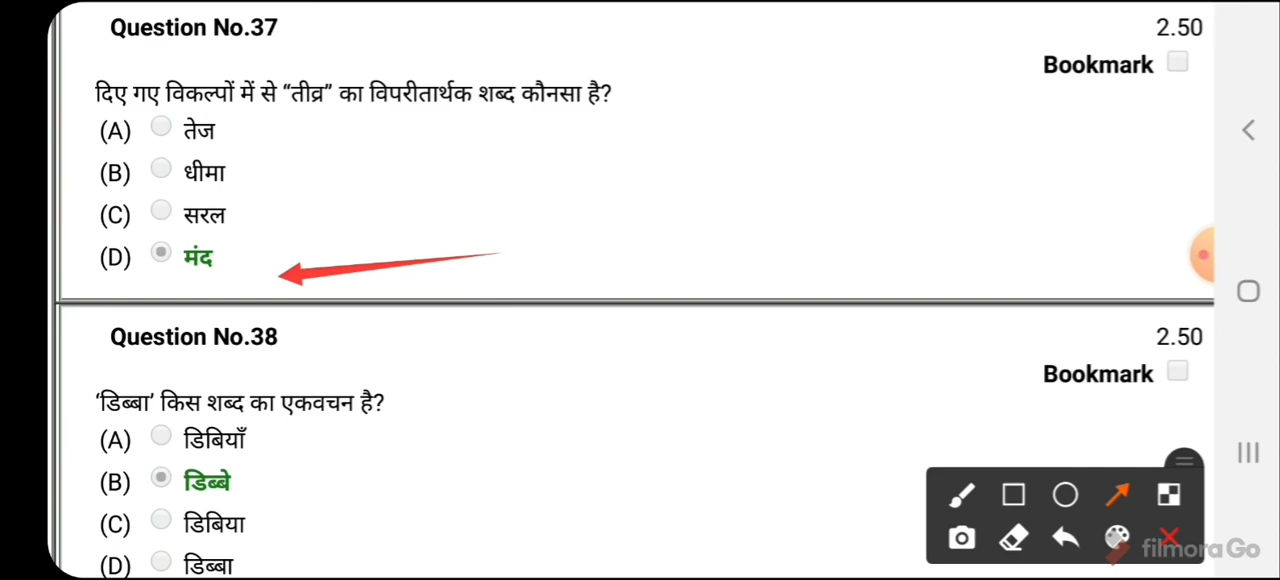 Question No.37 2.50
Bookmark
दिए गए विकल्पों में से “तीव्र” का विपरीतार्थक शब्द कौनसा है?
(A) तेज
(B) धीमा
(C) सरल
(D) मंद
Question No.38 2.50
Bookmark
‘डिब्बा’ किस शब्द का एकवचन है?
(A) डिबियाँ
(B) डिब्बे
(C) डिबिया
(D) डिब्बा
filmoraGo